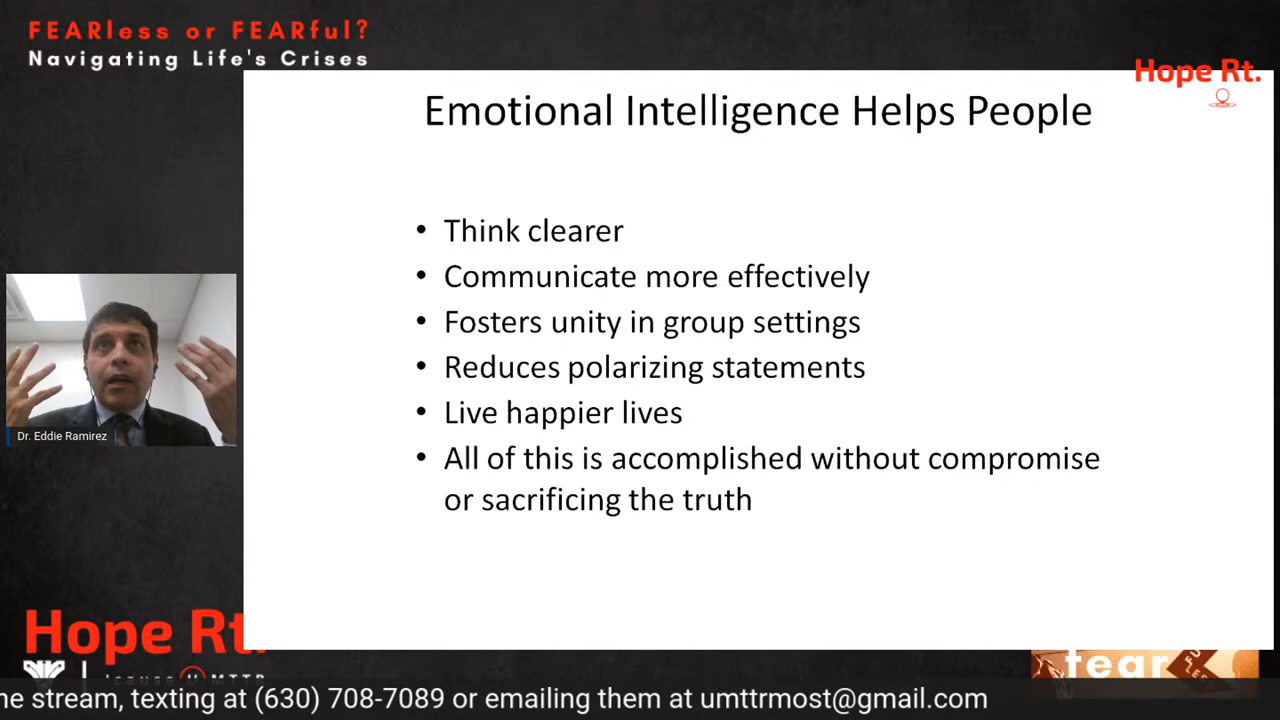 FEARless or FEARful?
Navigating Life's Crises
Hope Rt.
Emotional Intelligence Helps People
• Think clearer
• Communicate more effectively
• Fosters unity in group settings
• Reduces polarizing statements
• Live happier lives
• All of this is accomplished without compromise
or sacrificing the truth
Dr. Eddie Ramirez
Hope Rt.
fear
stream, texting at (630) 708-7089 or emailing them at umttrmost@gmail.com